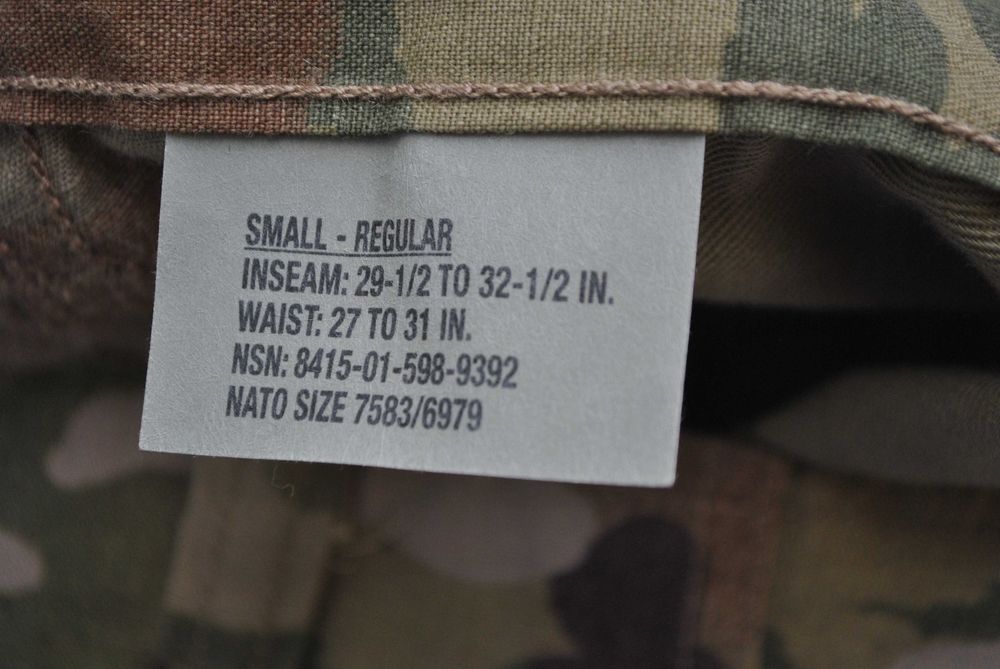 SMALL - REGULAR
INSEAM: 29-1/2 TO 32-1/2 IN.
WAIST: 27 TO 31 IN.
NSN: 8415-01-598-9392
NATO SIZE 7583/6979